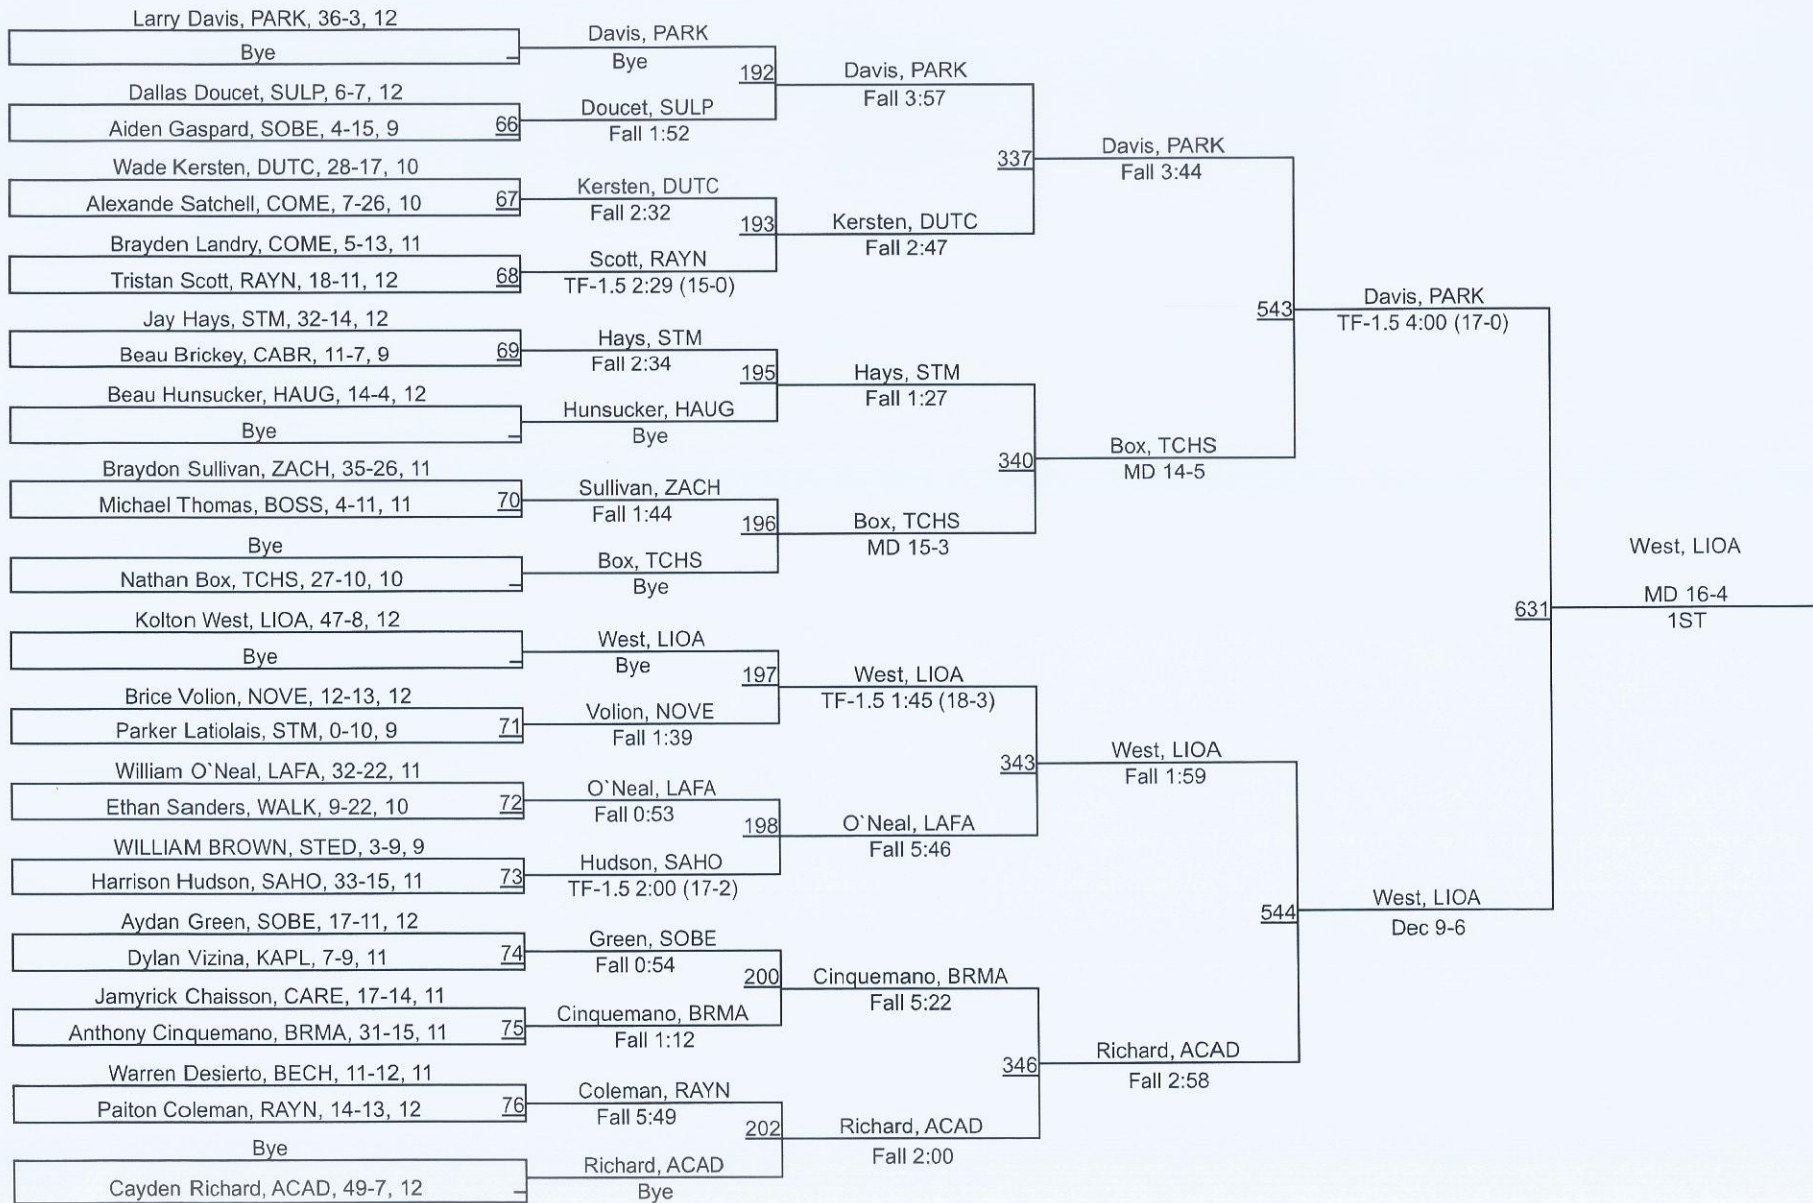 Larry Davis, PARK, 36-3, 12
Bye
Dallas Doucet, SULP, 6-7, 12
Aiden Gaspard, SOBE, 4-15, 9
66
Wade Kersten, DUTC, 28-17, 10
Alexande Satchell, COME, 7-26, 10
67
Brayden Landry, COME, 5-13, 11
Tristan Scott, RAYN, 18-11, 12
68
Jay Hays, STM, 32-14, 12
Beau Brickey, CABR, 11-7, 9
69
Beau Hunsucker, HAUG, 14-4, 12
Bye
Braydon Sullivan, ZACH, 35-26, 11
Michael Thomas, BOSS, 4-11, 11
70
Bye
Nathan Box, TCHS, 27-10, 10
Kolton West, LIOA, 47-8, 12
Bye
Brice Volion, NOVE, 12-13, 12
Parker Latiolais, STM, 0-10, 9
71
William O`Neal, LAFA, 32-22, 11
Ethan Sanders, WALK, 9-22, 10
72
WILLIAM BROWN, STED, 3-9, 9
Harrison Hudson, SAHO, 33-15, 11
73
Aydan Green, SOBE, 17-11, 12
Dylan Vizina, KAPL, 7-9, 11
74
Jamyrick Chaisson, CARE, 17-14, 11
Anthony Cinquemano, BRMA, 31-15, 11
75
Warren Desierto, BECH, 11-12, 11
Paiton Coleman, RAYN, 14-13, 12
76
Bye
Cayden Richard, ACAD, 49-7, 12
Davis, PARK
Bye
192
Doucet, SULP
Fall 1:52
Kersten, DUTC
Fall 2:32
193
Scott, RAYN
TF-1.5 2:29 (15-0)
Hays, STM
Fall 2:34
195
Hunsucker, HAUG
Bye
Sullivan, ZACH
Fall 1:44
196
Box, TCHS
Bye
West, LIOA
Bye
197
Volion, NOVE
Fall 1:39
O`Neal, LAFA
Fall 0:53
198
Hudson, SAHO
TF-1.5 2:00 (17-2)
Green, SOBE
Fall 0:54
200
Cinquemano, BRMA
Fall 1:12
Coleman, RAYN
Fall 5:49
202
Richard, ACAD
Bye
Davis, PARK
Fall 3:57
337
Kersten, DUTC
Fall 2:47
Hays, STM
Fall 1:27
340
Box, TCHS
MD 15-3
West, LIOA
TF-1.5 1:45 (18-3)
343
O`Neal, LAFA
Fall 5:46
Cinquemano, BRMA
Fall 5:22
346
Richard, ACAD
Fall 2:00
Davis, PARK
Fall 3:44
543
Box, TCHS
MD 14-5
West, LIOA
Fall 1:59
544
Richard, ACAD
Fall 2:58
Davis, PARK
TF-1.5 4:00 (17-0)
631
West, LIOA
Dec 9-6
West, LIOA
MD 16-4
1ST